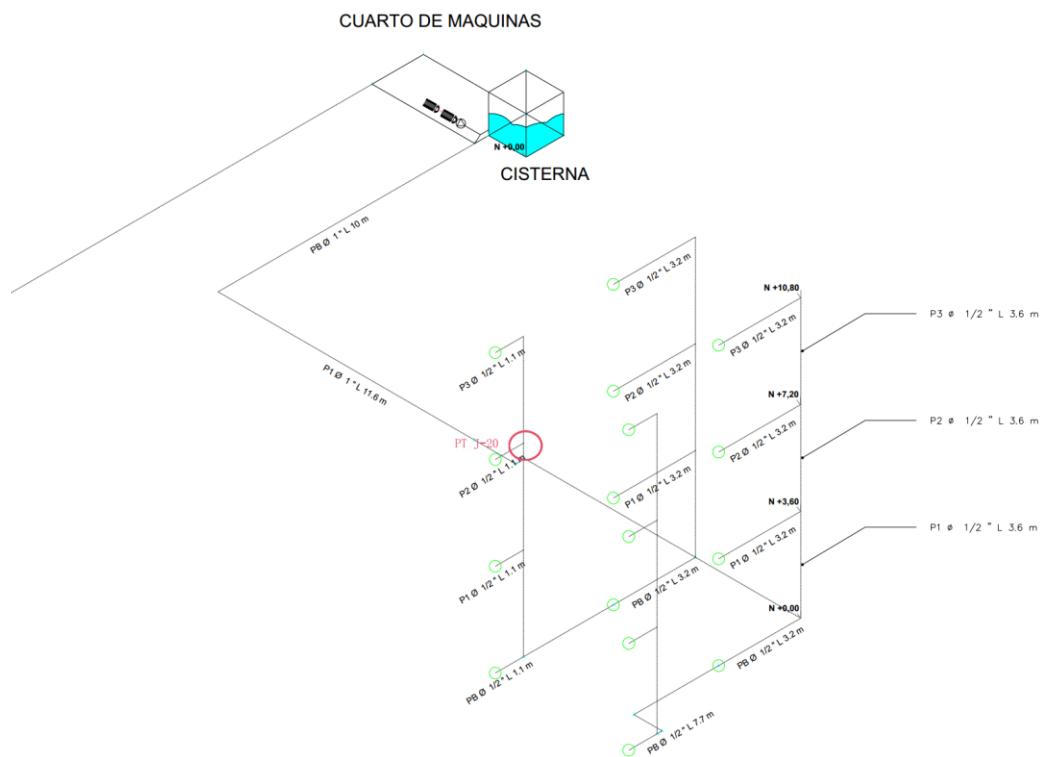 CUARTO DE MAQUINAS
N +0,00
CISTERNA
PB Ø 1" L 10 m
P1 Ø 1" L 11.6 m
P3 Ø 1/2" L 3.2 m
N +10,80
P3 ø 1/2 " L 3.6 m
P3 Ø 1/2" L 3.2 m
P3 Ø 1/2" L 1.1 m
P2 Ø 1/2" L 3.2 m
N +7,20
P2 ø 1/2 " L 3.6 m
PT J-20
P2 Ø 1/2" L 3.2 m
P2 Ø 1/2" L 1.1 m
P1 Ø 1/2" L 3.2 m
N +3,60
P1 ø 1/2 " L 3.6 m
P1 Ø 1/2" L 3.2 m
P1 Ø 1/2" L 1.1 m
PB Ø 1/2" L 3.2 m
N +0,00
PB Ø 1/2" L 3.2 m
PB Ø 1/2" L 1.1 m
PB Ø 1/2" L 7.7 m